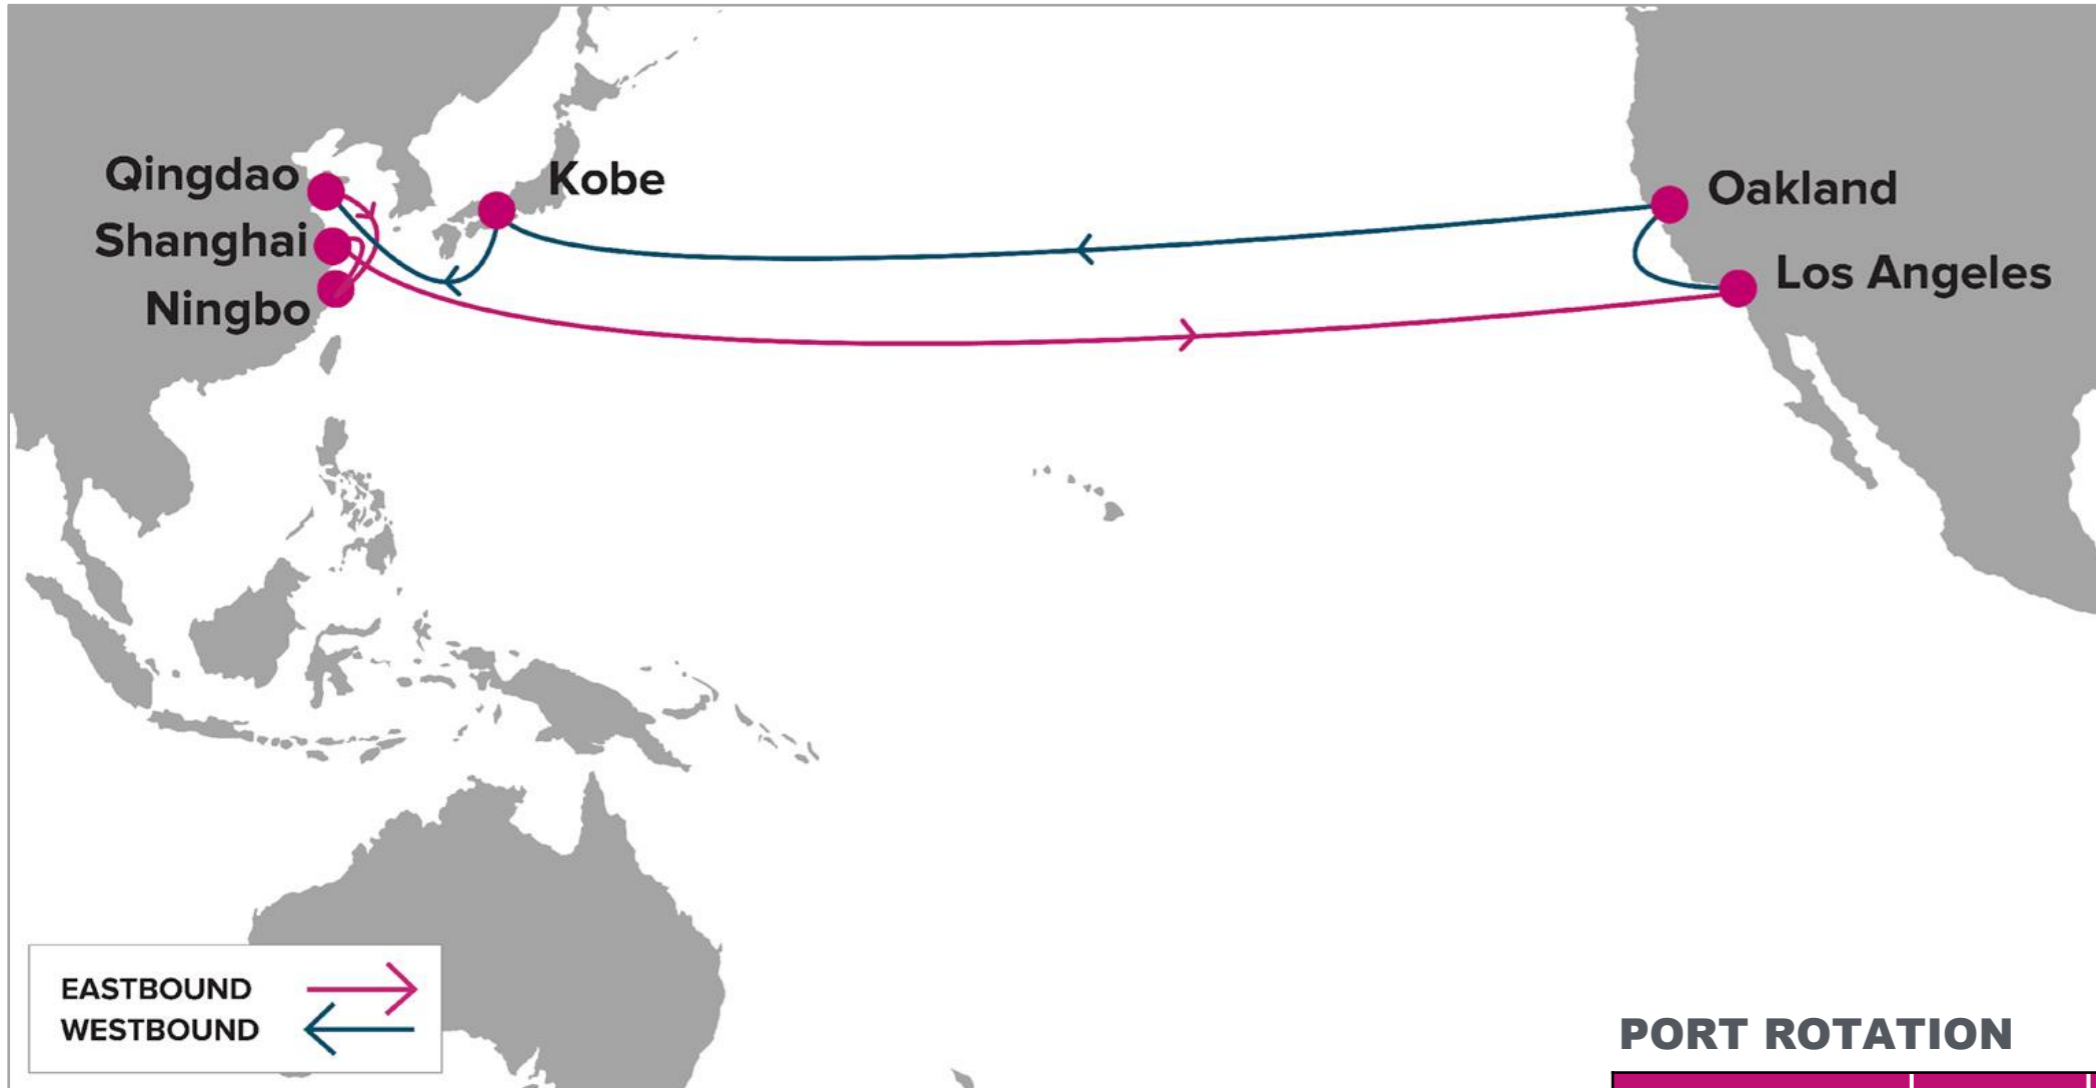 Qingdao
Kobe
Oakland
Shanghai
Los Angeles
Ningbo
EASTBOUND
WESTBOUND
PORT ROTATION